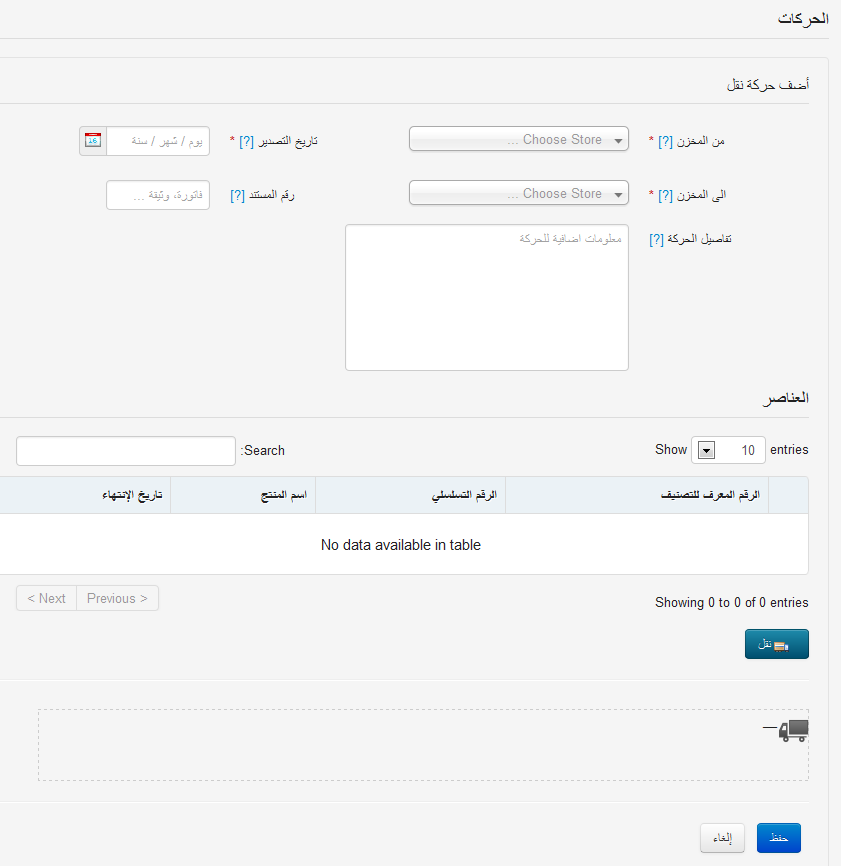 الحركات
أضف حركة نقل
من المخزن [?] *
Choose Store ...
تاريخ التصدير [?] *
يوم / شهر / سنة
16
الى المخزن [?] *
Choose Store ...
رقم المستند [?]
فاتورة، وثيقة ...
تفاصيل الحركة [?]
معلومات اضافية للحركة
العناصر
Show 10 entries
Search:
الرقم المعرف للتصنيف
الرقم التسلسلي
اسم المنتج
تاريخ الإنتهاء
No data available in table
Showing 0 to 0 of 0 entries
< Next
Previous >
نقل
حفظ
إلغاء